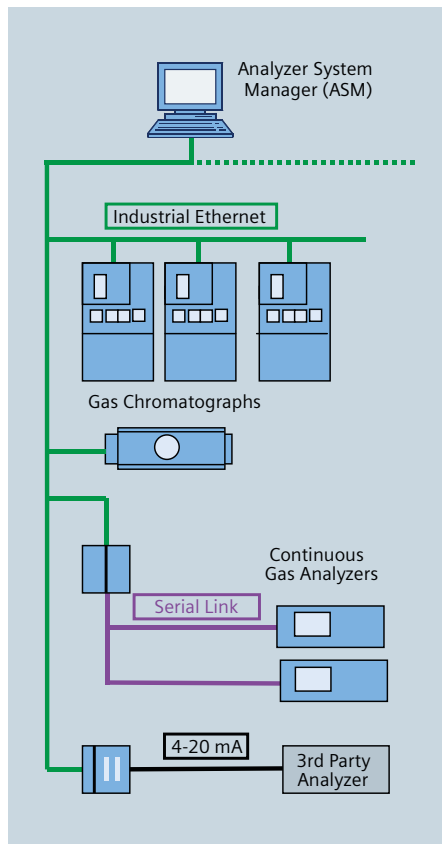 Analyzer System
Manager (ASM)
Industrial Ethernet
Gas Chromatographs
Continuous
Gas Analyzers
Serial Link
4-20 mA
3rd Party
Analyzer